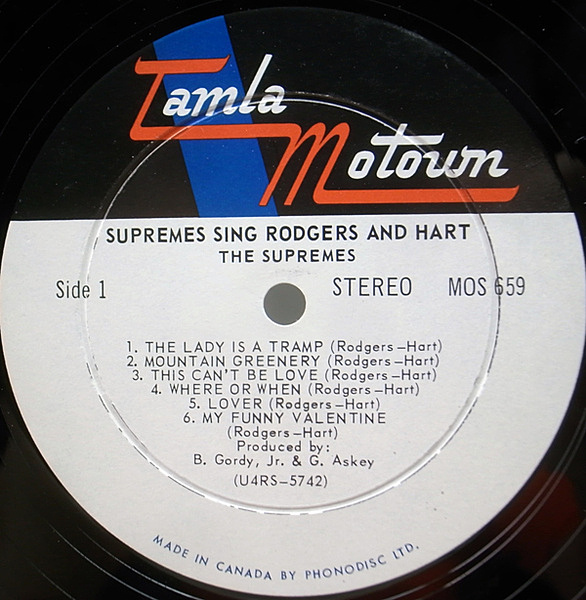 Tamla
Motown
SUPREMES SING RODGERS AND HART
THE SUPREMES
Side 1
STEREO
MOS 659
1. THE LADY IS A TRAMP (Rodgers–Hart)
2. MOUNTAIN GREENERY (Rodgers–Hart)
3. THIS CAN'T BE LOVE (Rodgers–Hart)
4. WHERE OR WHEN (Rodgers–Hart)
5. LOVER (Rodgers–Hart)
6. MY FUNNY VALENTINE
(Rodgers–Hart)
Produced by:
B. Gordy, Jr. & G. Askey
(U4RS–5742)
MADE IN CANADA BY PHONODISC LTD.